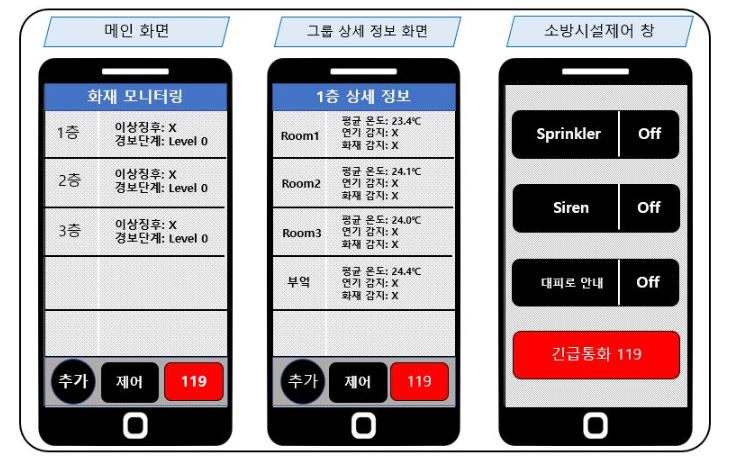 메인 화면
그룹 상세 정보 화면
소방시설제어 창
화재 모니터링
1층
이상징후: X
경보단계: Level 0
2층
이상징후: X
경보단계: Level 0
3층
이상징후: X
경보단계: Level 0
추가
제어
119
1층 상세 정보
Room1
평균 온도: 23.4℃
연기 감지: X
화재 감지: X
Room2
평균 온도: 24.1℃
연기 감지: X
화재 감지: X
Room3
평균 온도: 24.0℃
연기 감지: X
화재 감지: X
부엌
평균 온도: 24.4℃
연기 감지: X
화재 감지: X
추가
제어
119
Sprinkler Off
Siren Off
대피로 안내 Off
긴급통화 119